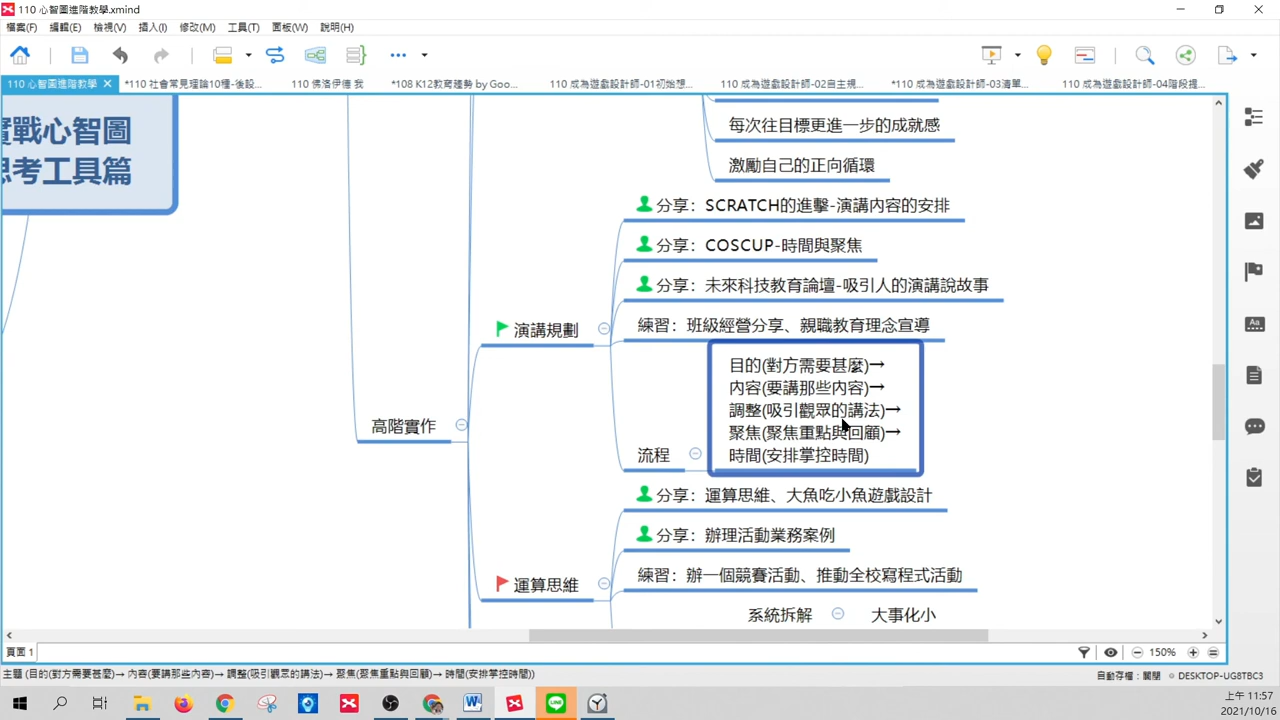 110 心智圖進階教學.xmind
檔案(F) 編輯(E) 檢視(V) 插入(I) 修改(M) 工具(T) 面板(W) 說明(H)
110 心智圖進階教學 *110 社會常見理論10種-後設... 110 佛洛伊德 我 *108 K12教育趨勢 by Goo... 110 成為遊戲設計師-01初始想... *110 成為遊戲設計師-02自主規... *110 成為遊戲設計師-03清單... 110 成為遊戲設計師-04階段提...
實戰心智圖
思考工具篇
每次往目標更進一步的成就感
激勵自己的正向循環
分享：SCRATCH的進擊-演講內容的安排
分享：COSCUP-時間與聚焦
分享：未來科技教育論壇-吸引人的演講說故事
演講規劃
練習：班級經營分享、親職教育理念宣導
目的(對方需要甚麼)→
內容(要講那些內容)→
調整(吸引觀眾的講法)→
聚焦(聚焦重點與回顧)→
時間(安排掌控時間)
流程
高階實作
分享：運算思維、大魚吃小魚遊戲設計
分享：辦理活動業務案例
運算思維
練習：辦一個競賽活動、推動全校寫程式活動
系統拆解 大事化小
頁面 1
150%
主題 (目的(對方需要甚麼)→ 內容(要講那些內容)→ 調整(吸引觀眾的講法)→ 聚焦(聚焦重點與回顧)→ 時間(安排掌控時間))
自動存檔：關閉 DESKTOP-UG8TBC3
上午 11:57
2021/10/16